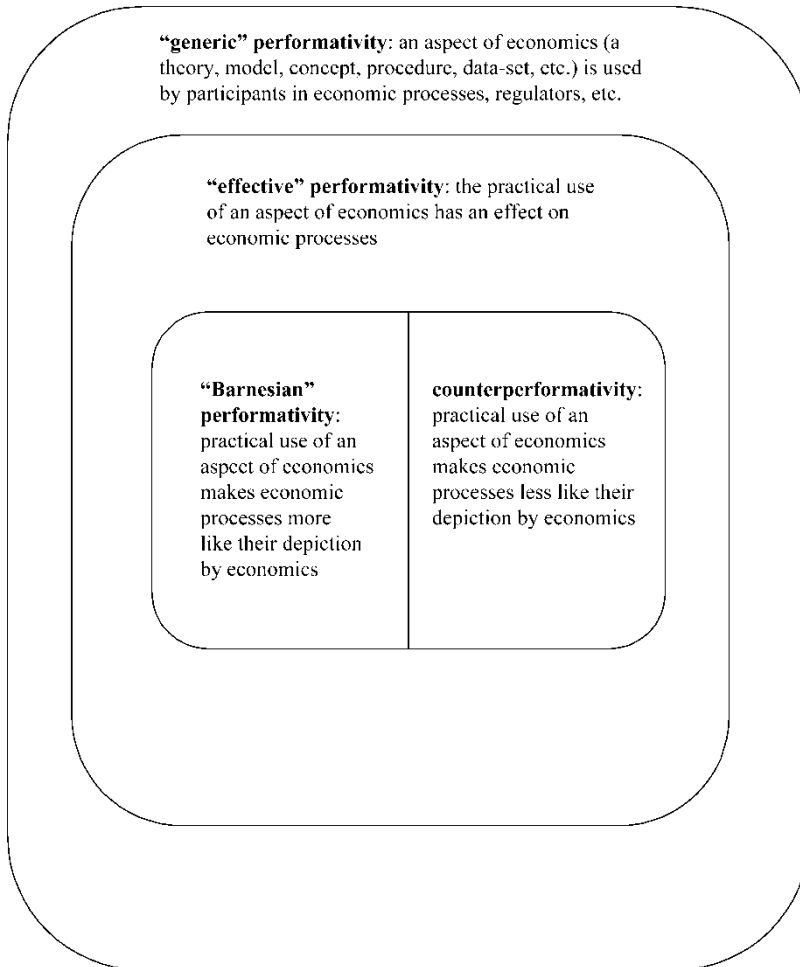 “generic” performativity: an aspect of economics (a
theory, model, concept, procedure, data-set, etc.) is used
by participants in economic processes, regulators, etc.
“effective” performativity: the practical use
of an aspect of economics has an effect on
economic processes
“Barnesian”
performativity:
practical use of an
aspect of economics
makes economic
processes more
like their depiction
by economics
counterperformativity:
practical use of an
aspect of economics
makes economic
processes less like their
depiction by economics